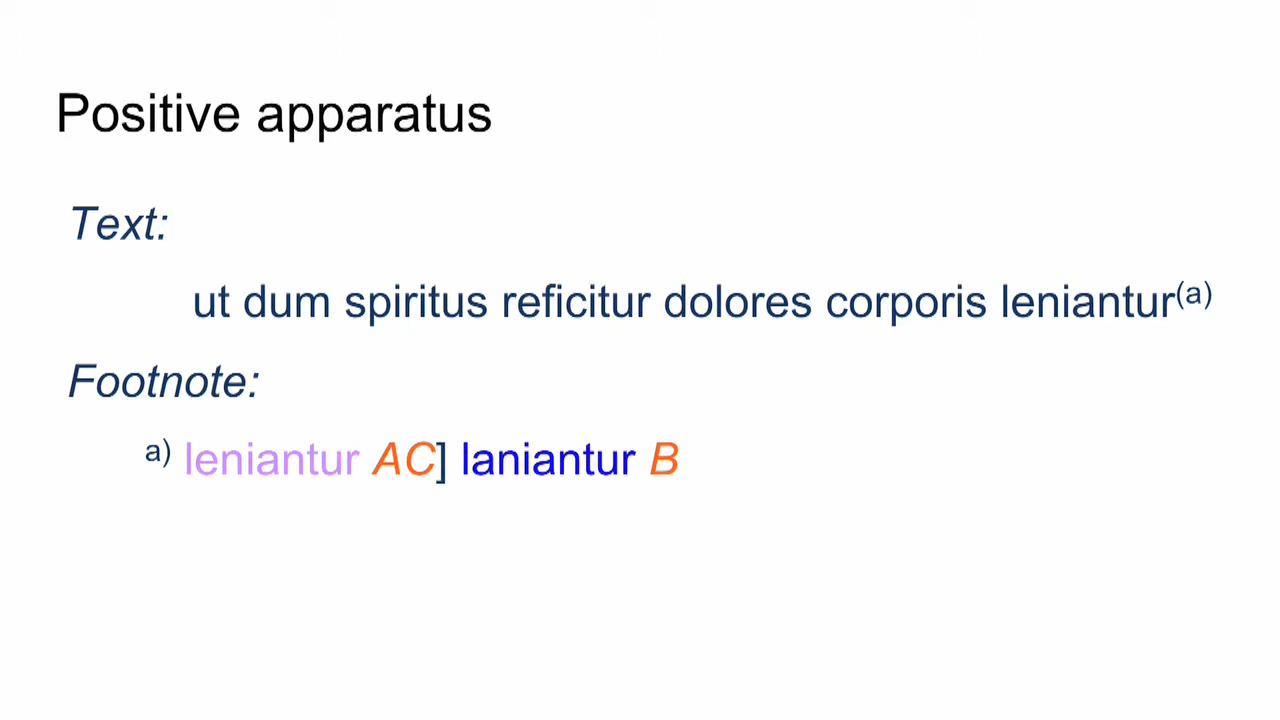 Positive apparatus
Text:
ut dum spiritus reficitur dolores corporis leniantur(a)
Footnote:
a) leniantur AC] laniantur B